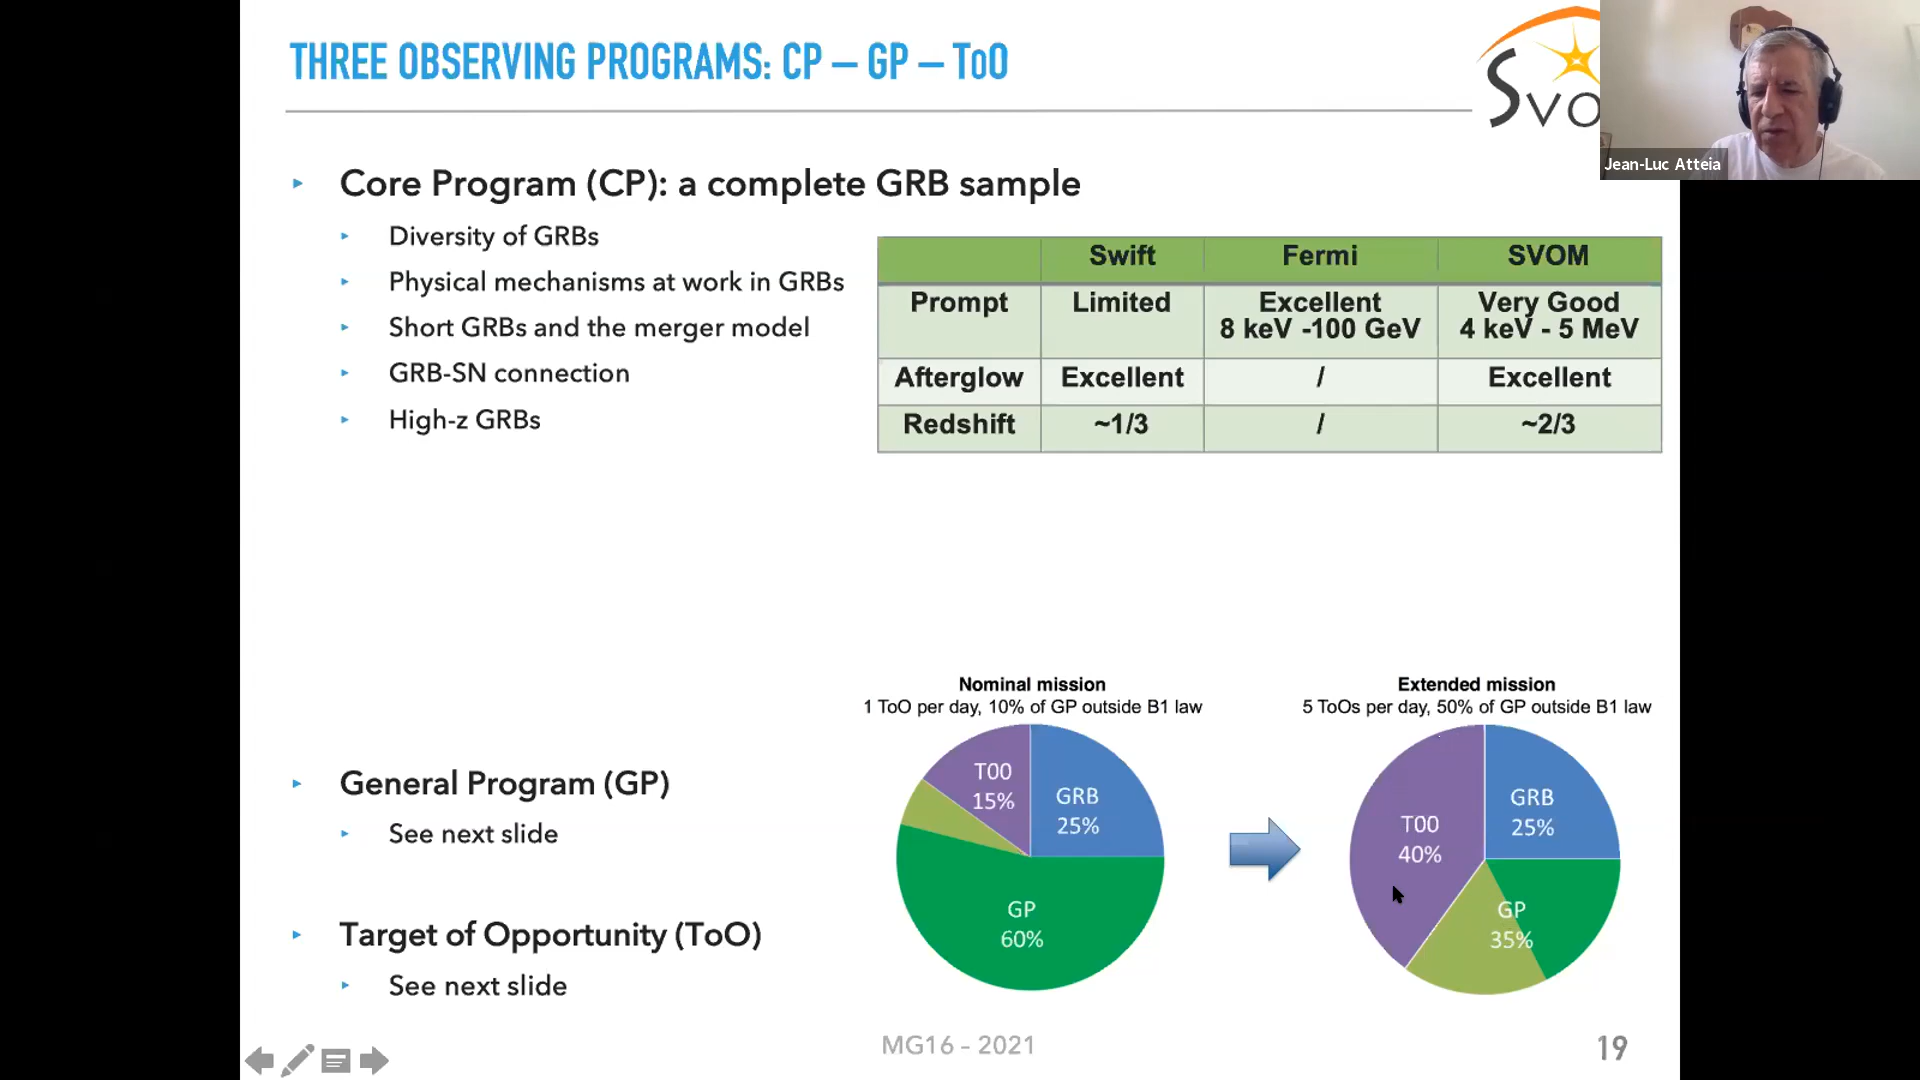 THREE OBSERVING PROGRAMS: CP – GP – ToO
SVO
Jean-Luc Atteia
Core Program (CP): a complete GRB sample
Diversity of GRBs
Physical mechanisms at work in GRBs
Short GRBs and the merger model
GRB-SN connection
High-z GRBs
Swift Fermi SVOM
Prompt Limited Excellent 8 keV -100 GeV Very Good 4 keV - 5 MeV
Afterglow Excellent / Excellent
Redshift ~1/3 / ~2/3
Nominal mission
1 ToO per day, 10% of GP outside B1 law
TOO
15%
GRB
25%
GP
60%
Extended mission
5 ToOs per day, 50% of GP outside B1 law
TOO
40%
GRB
25%
GP
35%
General Program (GP)
See next slide
Target of Opportunity (ToO)
See next slide
MG16 - 2021
19